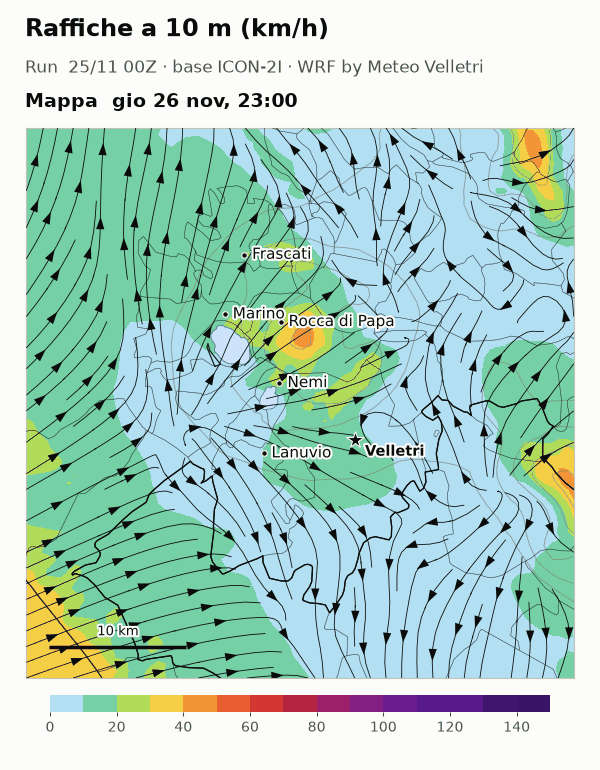 Raffiche a 10 m (km/h)
Run  25/11 00Z · base ICON-2I · WRF by Meteo Velletri
Mappa  gio 26 nov, 23:00
Frascati
Marino
Rocca di Papa
Nemi
Velletri
Lanuvio
10 km
0 20 40 60 80 100 120 140